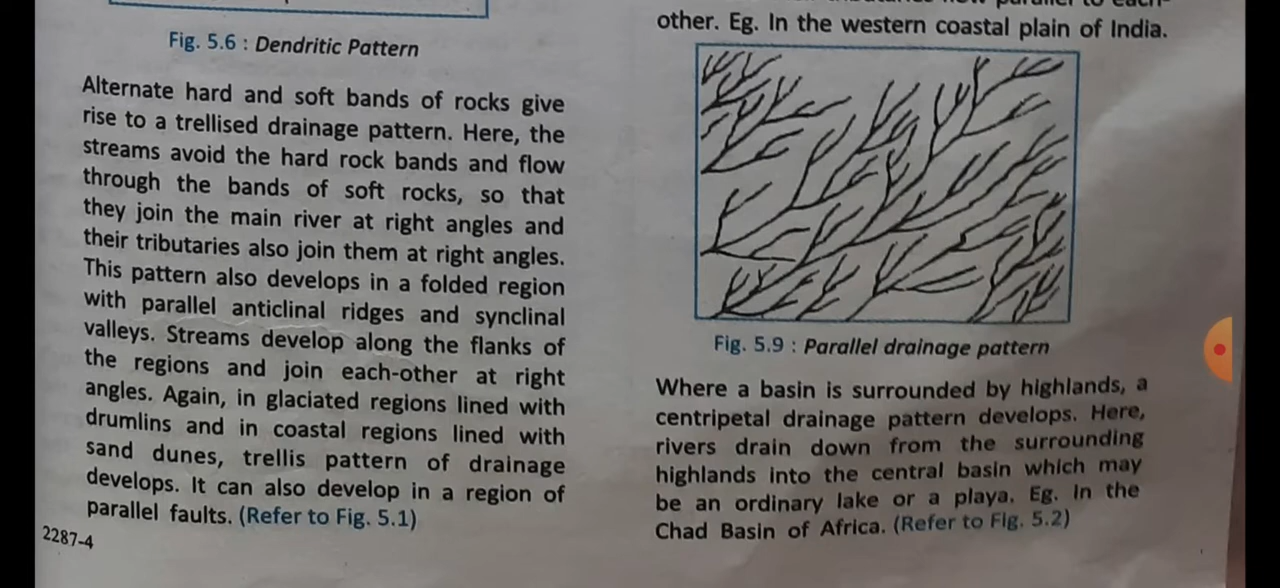 Fig. 5.6 : Dendritic Pattern
Alternate hard and soft bands of rocks give
rise to a trellised drainage pattern. Here, the
streams avoid the hard rock bands and flow
through the bands of soft rocks, so that
they join the main river at right angles and
their tributaries also join them at right angles.
This pattern also develops in a folded region
with parallel anticlinal ridges and synclinal
valleys. Streams develop along the flanks of
the regions and join each-other at right
angles. Again, in glaciated regions lined with
drumlins and in coastal regions lined with
sand dunes, trellis pattern of drainage
develops. It can also develop in a region of
parallel faults. (Refer to Fig. 5.1)
2287-4
parallel to each-
other. Eg. In the western coastal plain of India.
Fig. 5.9 : Parallel drainage pattern
Where a basin is surrounded by highlands, a
centripetal drainage pattern develops. Here,
rivers drain down from the surrounding
highlands into the central basin which may
be an ordinary lake or a playa. Eg. In the
Chad Basin of Africa. (Refer to Fig. 5.2)